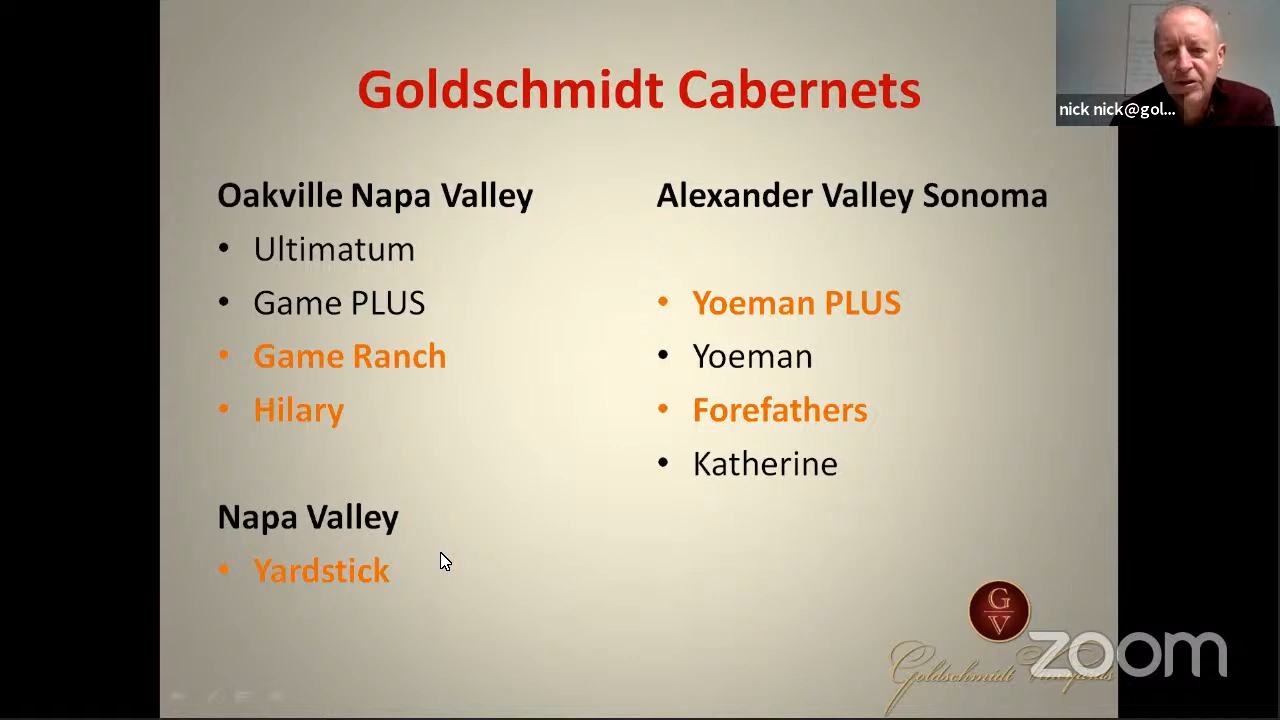 Goldschmidt Cabernets
nick nick@gol...
Oakville Napa Valley
• Ultimatum
• Game PLUS
• Game Ranch
• Hilary
Napa Valley
• Yardstick
Alexander Valley Sonoma
• Yoeman PLUS
• Yoeman
• Forefathers
• Katherine
G
V
Goldschmidt Vineyards
zoom